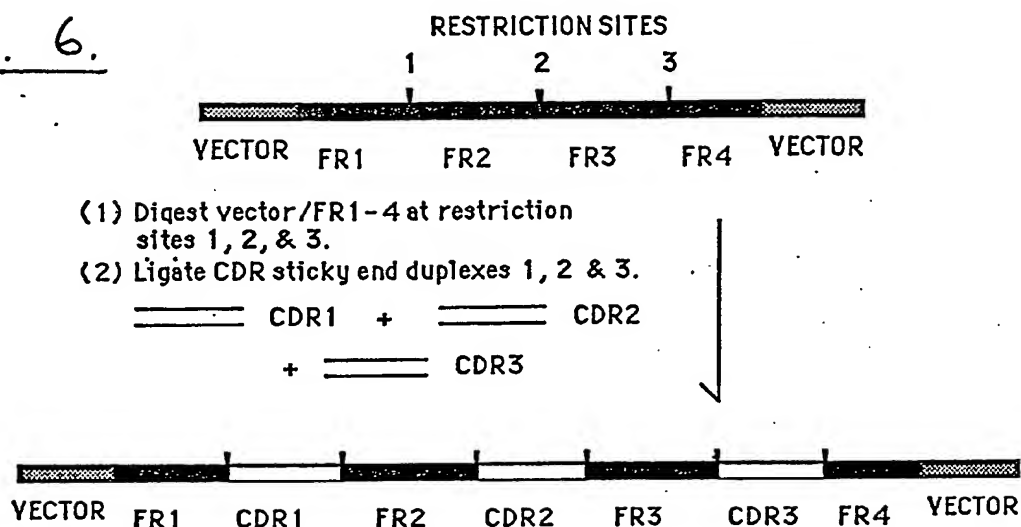 . 6.
RESTRICTION SITES
1 2 3
VECTOR FR1 FR2 FR3 FR4 VECTOR
(1) Digest vector/FR1-4 at restriction
sites 1, 2, & 3.
(2) Ligate CDR sticky end duplexes 1, 2 & 3.
CDR1 + CDR2
+ CDR3
VECTOR FR1 CDR1 FR2 CDR2 FR3 CDR3 FR4 VECTOR